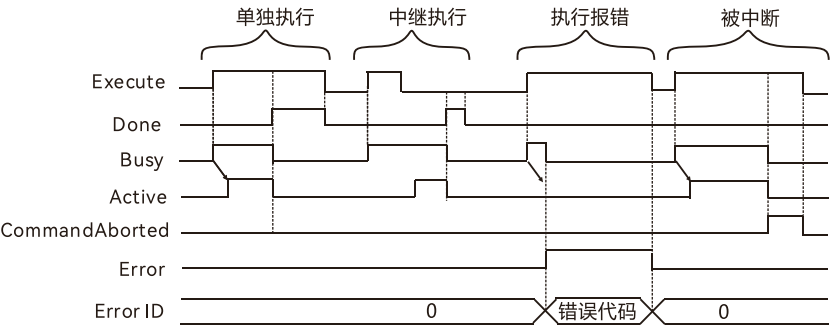 单独执行 中继执行 执行报错 被中断
Execute
Done
Busy
Active
CommandAborted
Error
Error ID 0 错误代码 0